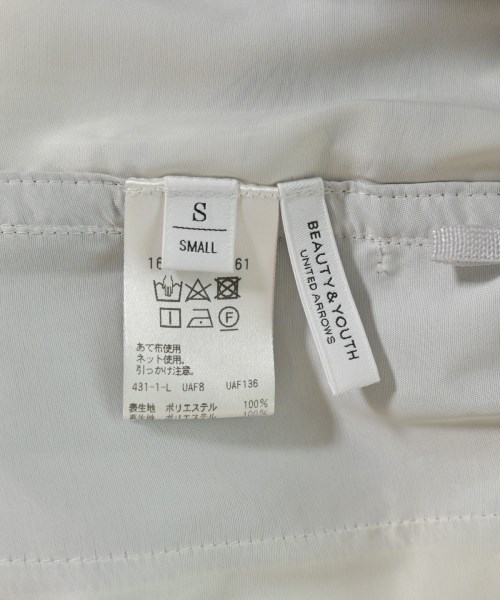 S
SMALL
16 61
F
あて布使用
ネット使用。
引っかけ注意。
431-1-L UAF8 UAF136
表生地 ポリエステル 100%
BEAUTY & YOUTH
UNITED ARROWS